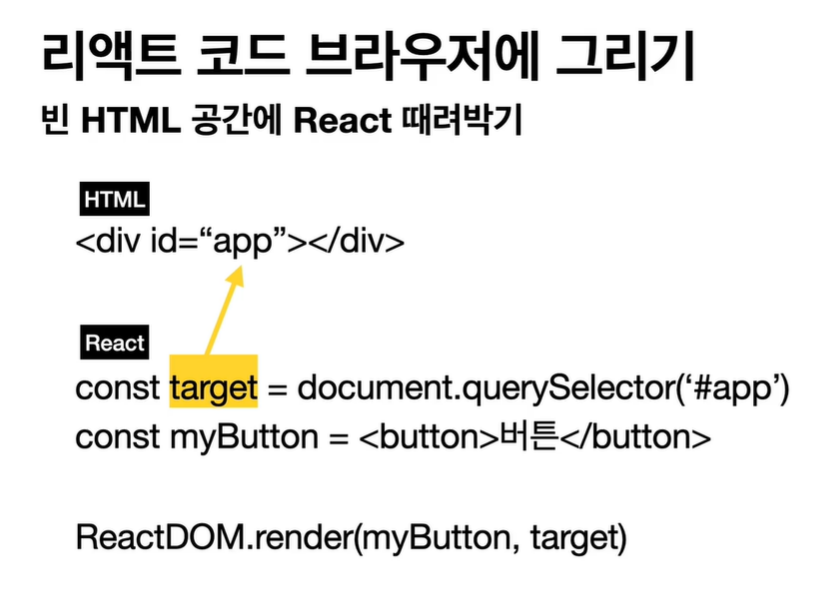 리액트 코드 브라우저에 그리기
빈 HTML 공간에 React 때려박기
HTML
<div id=“app”></div>
React
const target = document.querySelector(‘#app’)
const myButton = <button>버튼</button>
ReactDOM.render(myButton, target)